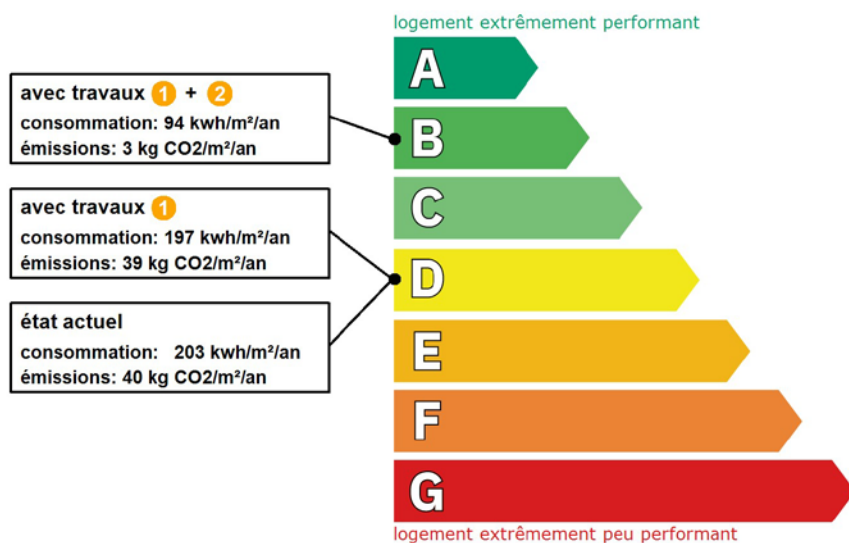 logement extrêmement performant
A
avec travaux 1 + 2
consommation: 94 kwh/m²/an
émissions: 3 kg CO2/m²/an
B
avec travaux 1
consommation: 197 kwh/m²/an
émissions: 39 kg CO2/m²/an
C
D
état actuel
consommation: 203 kwh/m²/an
émissions: 40 kg CO2/m²/an
E
F
G
logement extrêmement peu performant